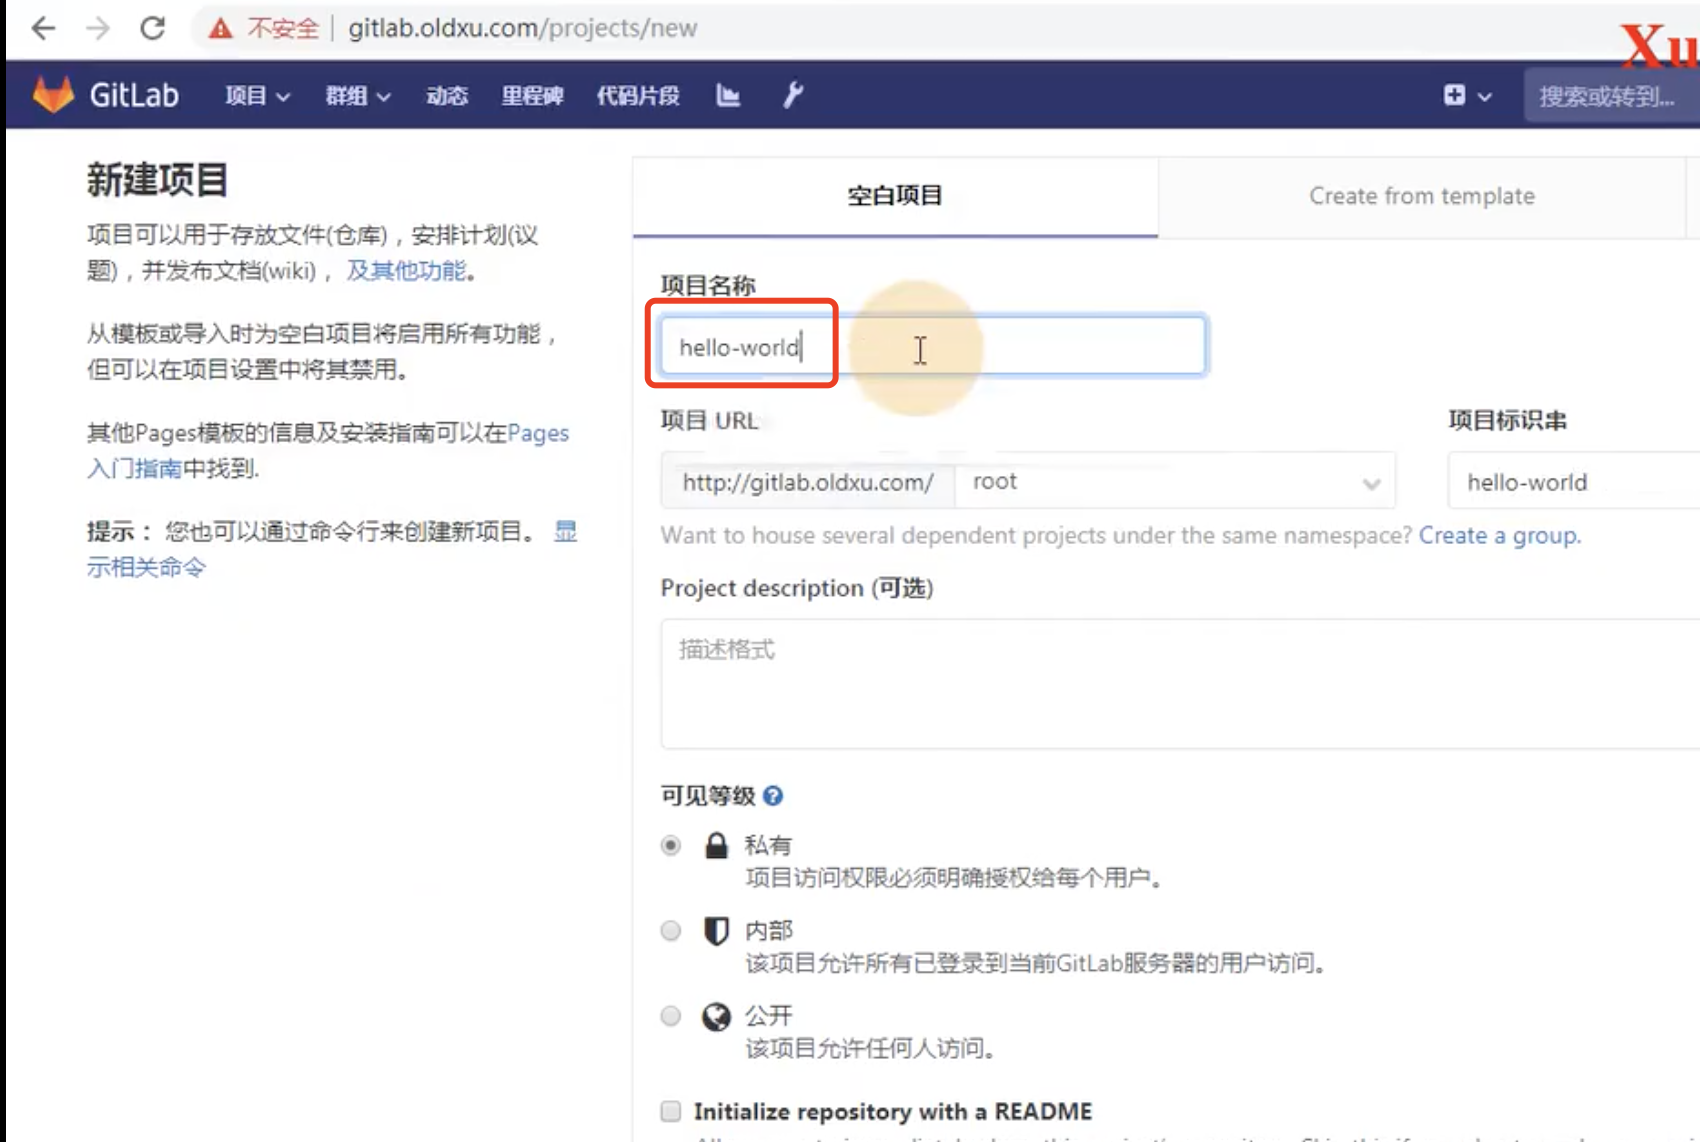 不安全 gitlab.oldxu.com/projects/new
Xu
GitLab 项目 群组 动态 里程碑 代码片段 搜索或转到...
新建项目
项目可以用于存放文件(仓库)，安排计划(议
题)，并发布文档(wiki)， 及其他功能。
从模板或导入时为空白项目将启用所有功能，
但可以在项目设置中将其禁用。
其他Pages模板的信息及安装指南可以在Pages
入门指南中找到.
提示： 您也可以通过命令行来创建新项目。 显
示相关命令
空白项目 Create from template
项目名称
hello-world
项目 URL 项目标识串
http://gitlab.oldxu.com/ root hello-world
Want to house several dependent projects under the same namespace? Create a group.
Project description (可选)
描述格式
可见等级
私有
项目访问权限必须明确授权给每个用户。
内部
该项目允许所有已登录到当前GitLab服务器的用户访问。
公开
该项目允许任何人访问。
Initialize repository with a README